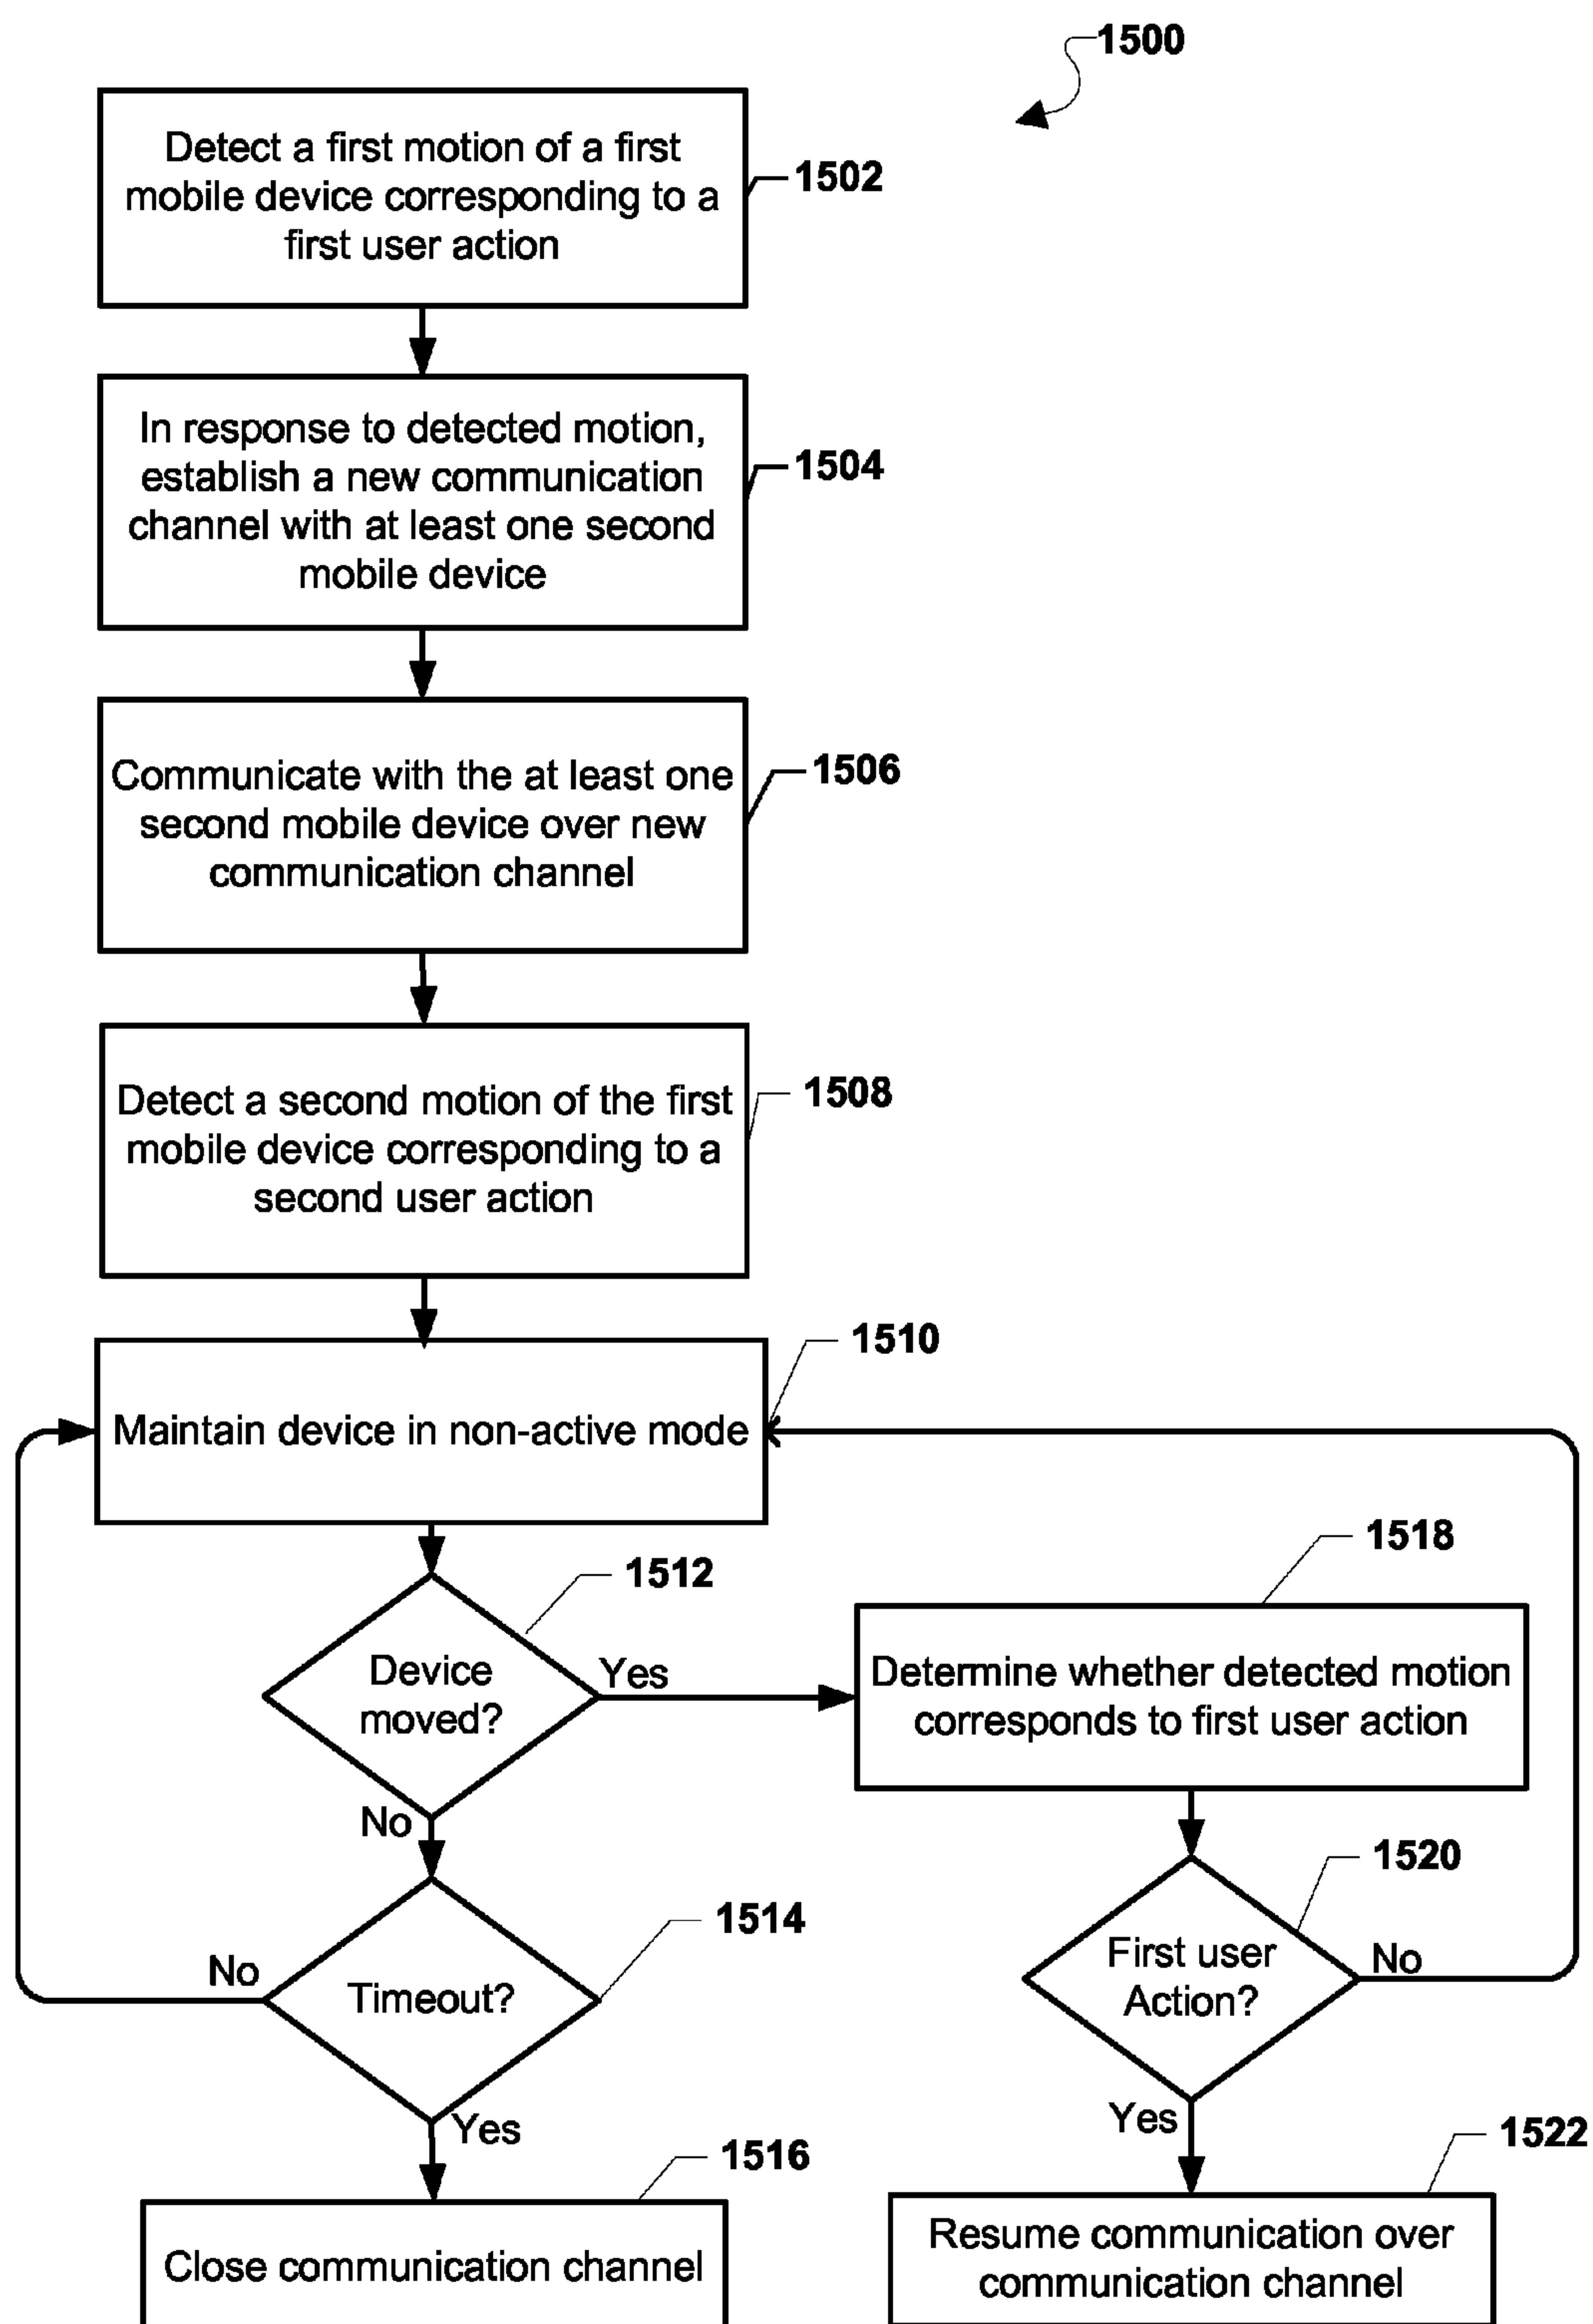 1500
Detect a first motion of a first
mobile device corresponding to a
first user action
1502
In response to detected motion,
establish a new communication
channel with at least one second
mobile device
1504
Communicate with the at least one
second mobile device over new
communication channel
1506
Detect a second motion of the first
mobile device corresponding to a
second user action
1508
1510
Maintain device in non-active mode
1512
Device
moved?
Yes
No
1518
Determine whether detected motion
corresponds to first user action
1514
Timeout?
No
Yes
1520
First user
Action?
No
Yes
1516
Close communication channel
1522
Resume communication over
communication channel